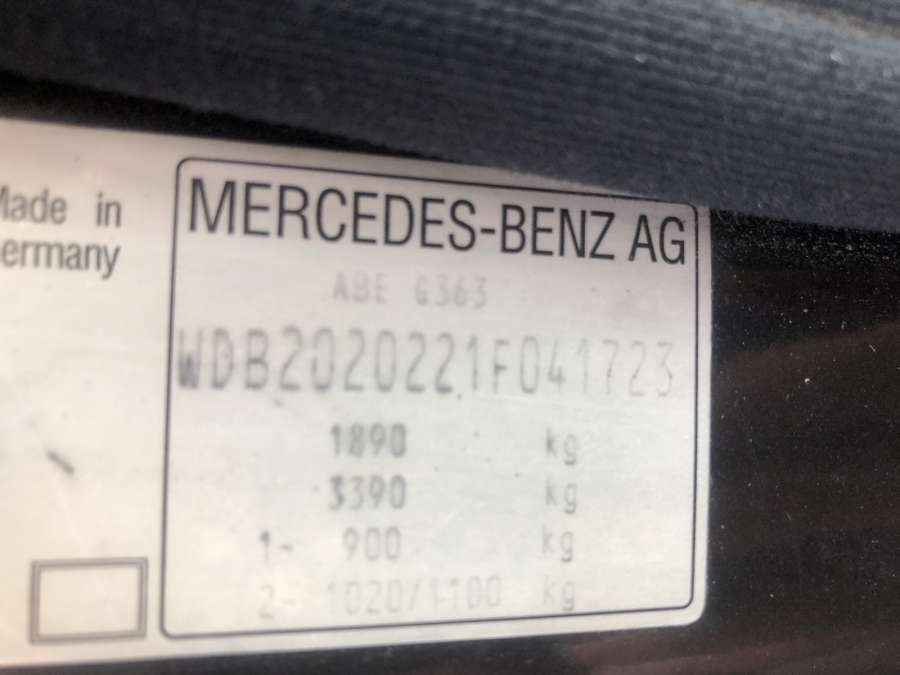 Made in
Germany
MERCEDES-BENZ AG
ABE G363
WDB2020221F041723
1890 kg
3390 kg
1- 900 kg
2- 1020/1100 kg